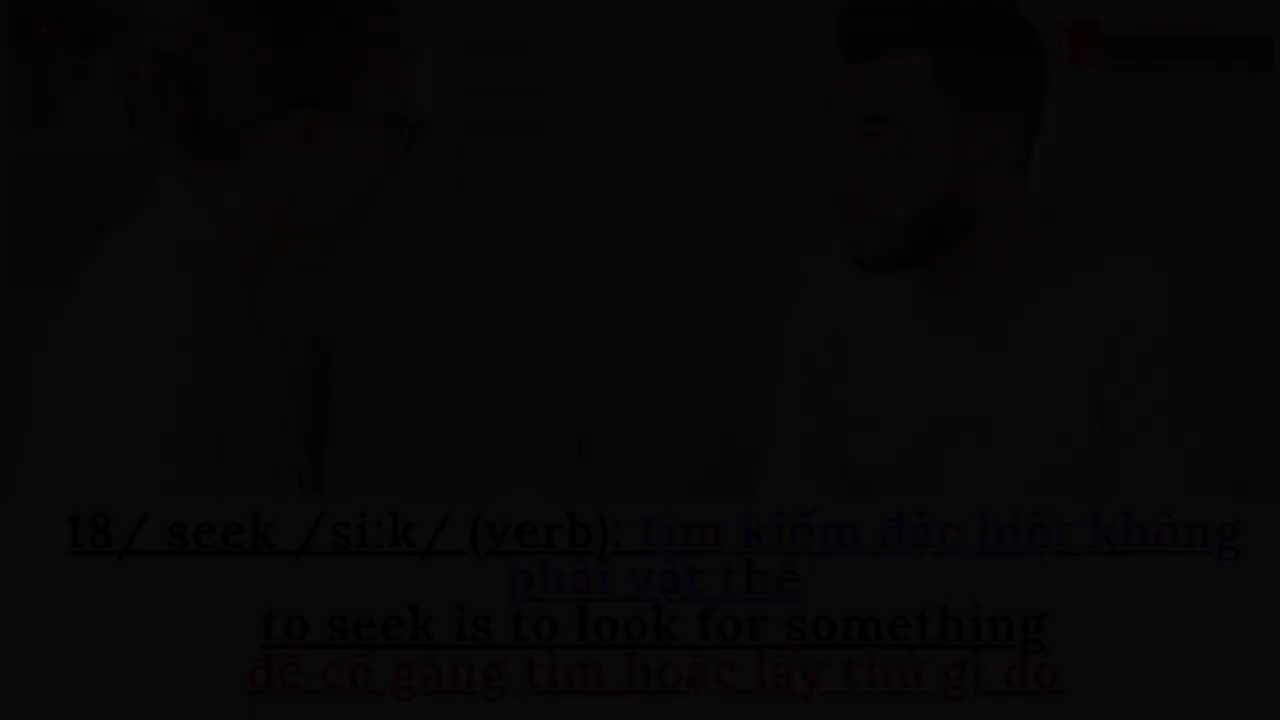 18/ seek /si:k/ (verb): tìm kiếm đặc biệt không
phải vật thể
to seek is to look for something
để cố gắng tìm hoặc lấy thứ gì đó